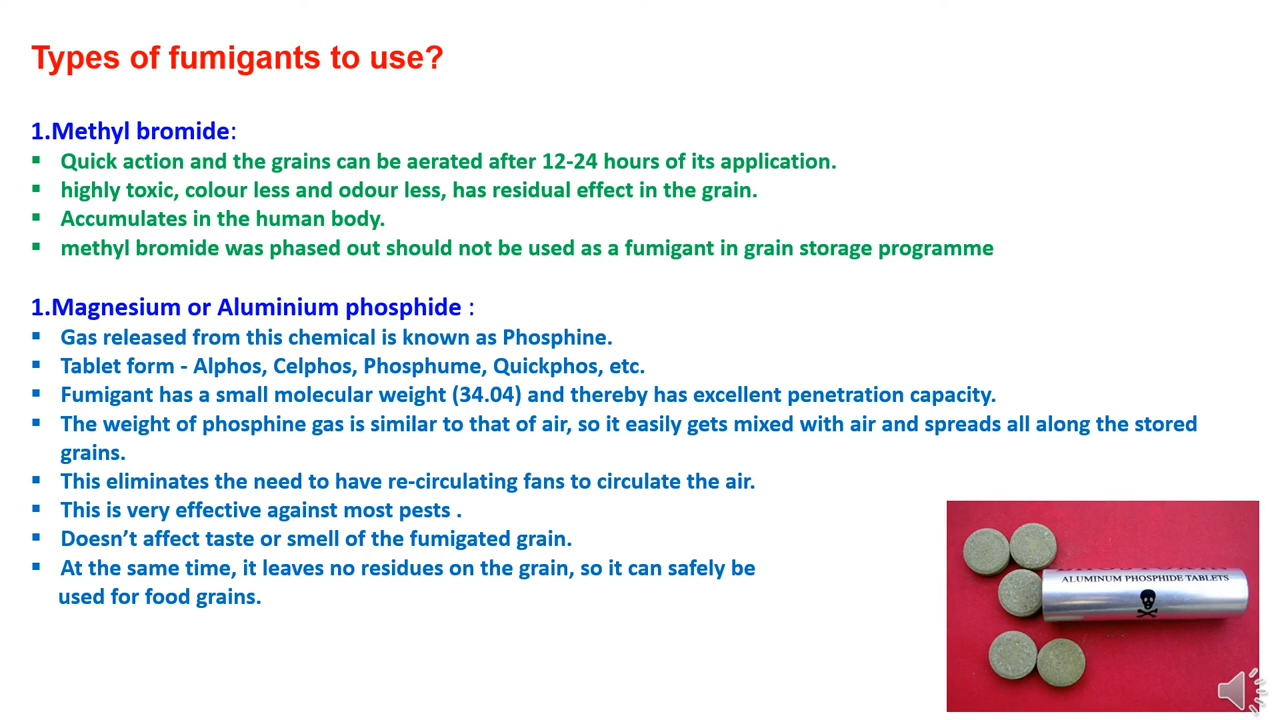 Types of fumigants to use?
1.Methyl bromide:
▪ Quick action and the grains can be aerated after 12-24 hours of its application.
▪ highly toxic, colour less and odour less, has residual effect in the grain.
▪ Accumulates in the human body.
▪ methyl bromide was phased out should not be used as a fumigant in grain storage programme
1.Magnesium or Aluminium phosphide :
▪ Gas released from this chemical is known as Phosphine.
▪ Tablet form - Alphos, Celphos, Phosphume, Quickphos, etc.
▪ Fumigant has a small molecular weight (34.04) and thereby has excellent penetration capacity.
▪ The weight of phosphine gas is similar to that of air, so it easily gets mixed with air and spreads all along the stored
grains.
▪ This eliminates the need to have re-circulating fans to circulate the air.
▪ This is very effective against most pests .
▪ Doesn’t affect taste or smell of the fumigated grain.
▪ At the same time, it leaves no residues on the grain, so it can safely be
used for food grains.
ALUMINUM PHOSPHIDE TABLETS